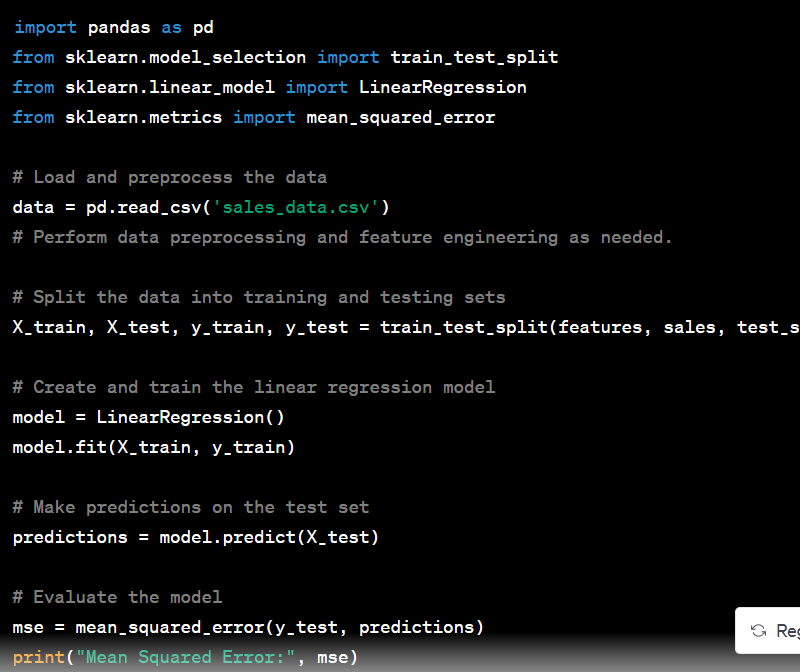 import pandas as pd
from sklearn.model_selection import train_test_split
from sklearn.linear_model import LinearRegression
from sklearn.metrics import mean_squared_error
# Load and preprocess the data
data = pd.read_csv('sales_data.csv')
# Perform data preprocessing and feature engineering as needed.
# Split the data into training and testing sets
X_train, X_test, y_train, y_test = train_test_split(features, sales, test_s
# Create and train the linear regression model
model = LinearRegression()
model.fit(X_train, y_train)
# Make predictions on the test set
predictions = model.predict(X_test)
# Evaluate the model
mse = mean_squared_error(y_test, predictions)
Reg
print("Mean Squared Error:", mse)